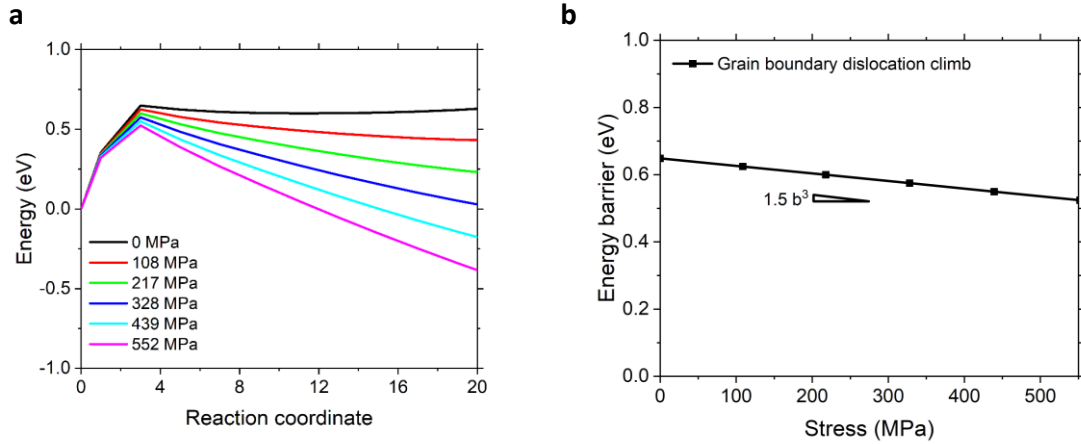 a
1.0
0.5
0.0
-0.5
-1.0
Energy (eV)
0 MPa
108 MPa
217 MPa
328 MPa
439 MPa
552 MPa
0 4 8 12 16 20
Reaction coordinate
b
1.0
0.8
0.6
0.4
0.2
0.0
Energy barrier (eV)
Grain boundary dislocation climb
1.5 b³
0 100 200 300 400 500
Stress (MPa)